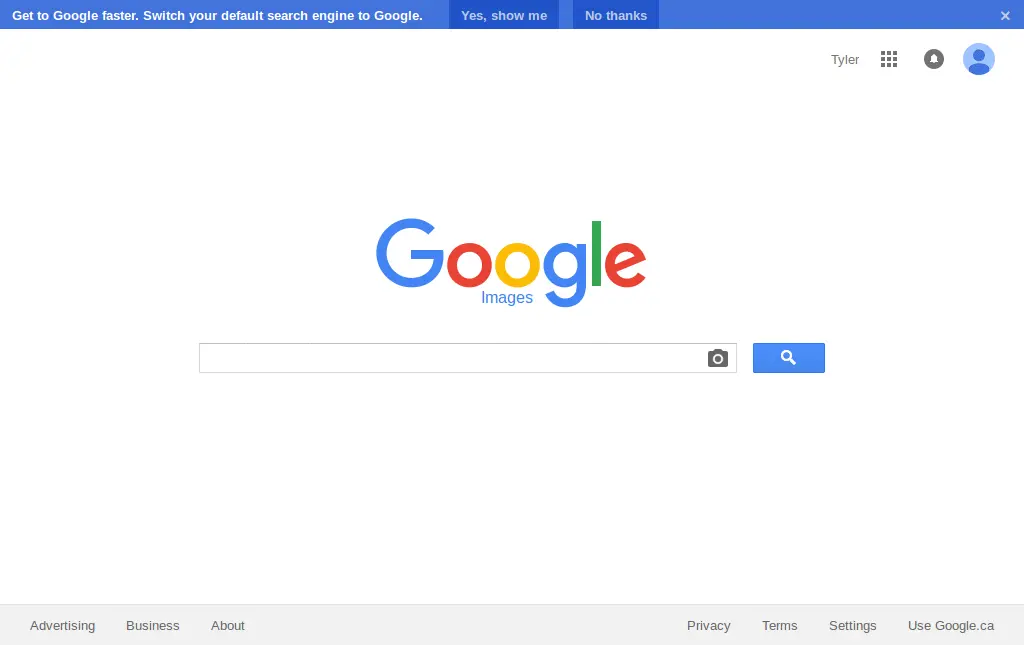 Get to Google faster. Switch your default search engine to Google. Yes, show me No thanks ×
Tyler
Google
Images
Advertising Business About Privacy Terms Settings Use Google.ca